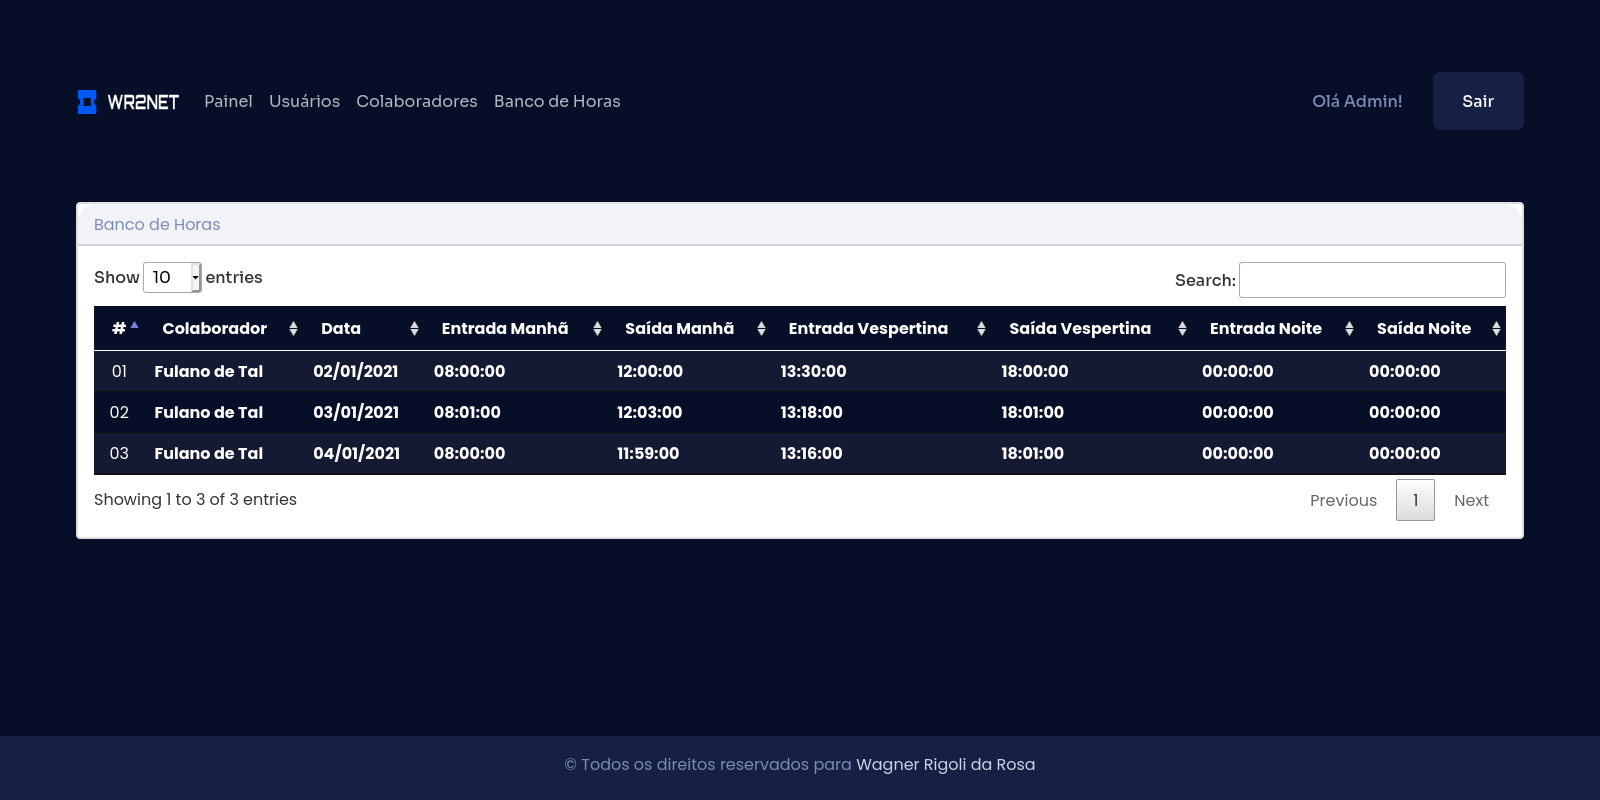 WR2NET Painel Usuários Colaboradores Banco de Horas Olá Admin! Sair
Banco de Horas
Show 10 entries Search:
# Colaborador Data Entrada Manhã Saída Manhã Entrada Vespertina Saída Vespertina Entrada Noite Saída Noite
01 Fulano de Tal 02/01/2021 08:00:00 12:00:00 13:30:00 18:00:00 00:00:00 00:00:00
02 Fulano de Tal 03/01/2021 08:01:00 12:03:00 13:18:00 18:01:00 00:00:00 00:00:00
03 Fulano de Tal 04/01/2021 08:00:00 11:59:00 13:16:00 18:01:00 00:00:00 00:00:00
Showing 1 to 3 of 3 entries Previous 1 Next
© Todos os direitos reservados para Wagner Rigoli da Rosa